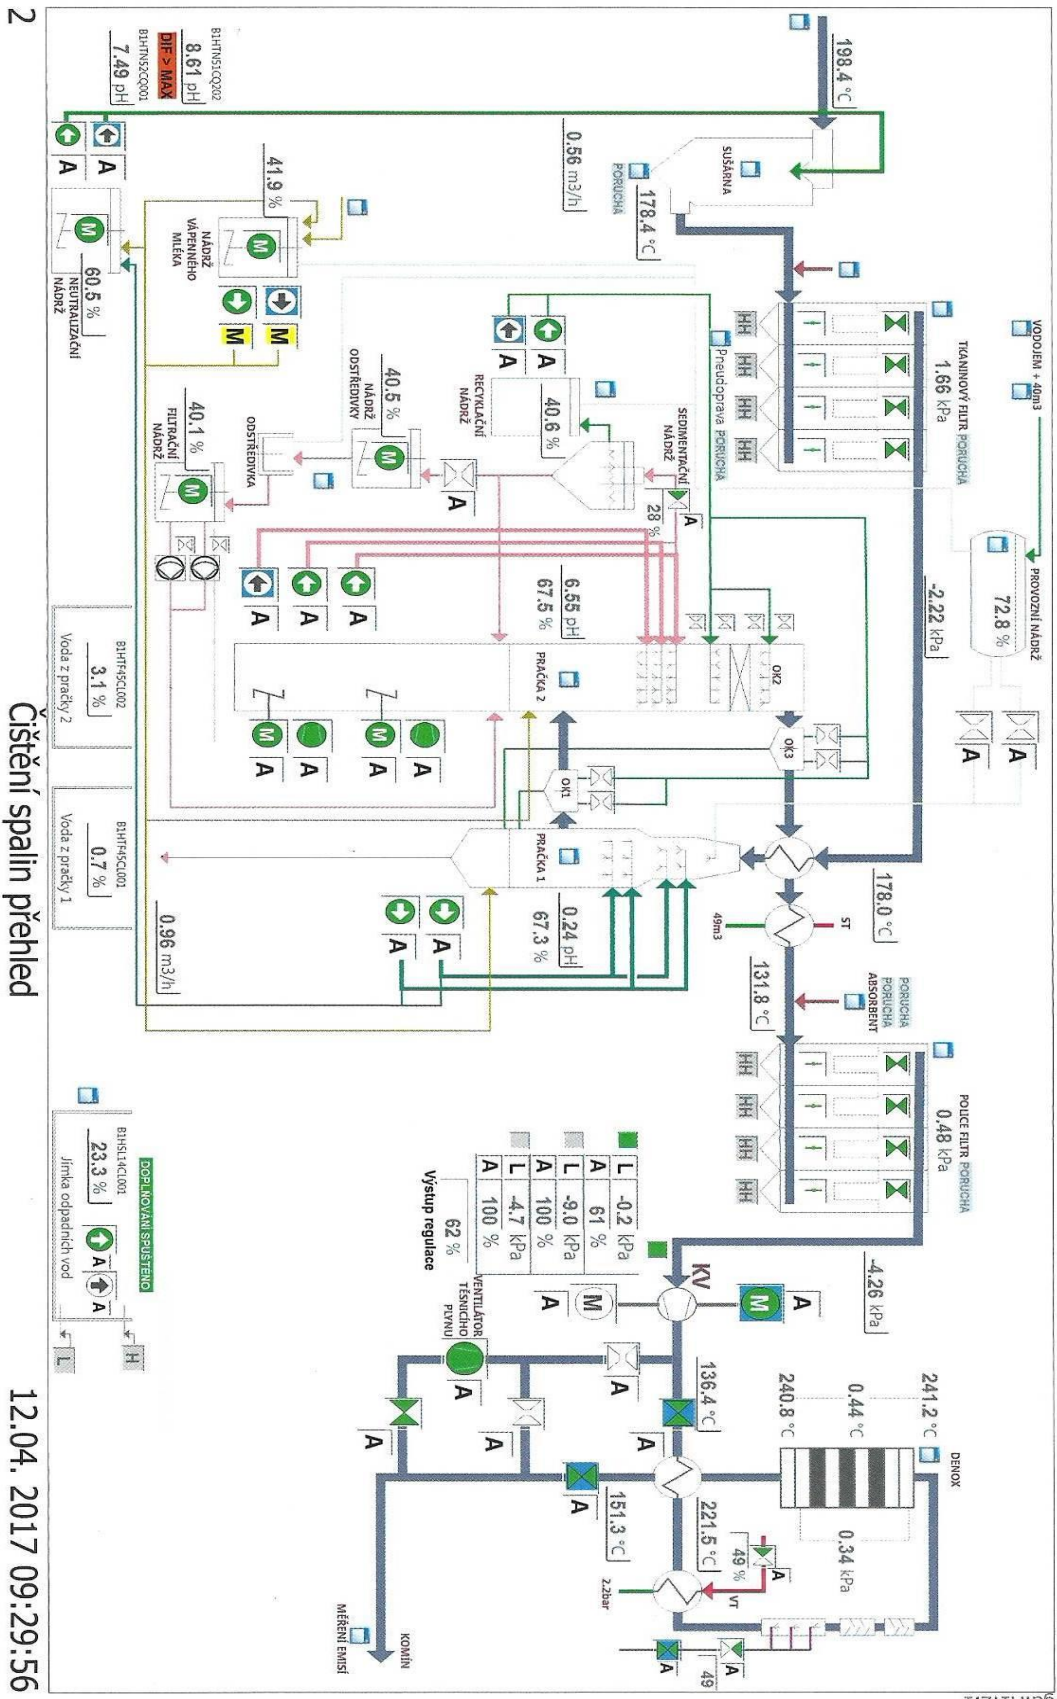 198.4 °C
SUŠÁRNA
PORUCHA
178.4 °C
0.56 m3/h
B1HTN51CQ202
8.61 pH
DIF > MAX
B1HTN52CQ001
7.49 pH
A
A
M
60.5 %
NEUTRALIZAČNÍ
NÁDRŽ
41.9 %
M
NÁDRŽ
VÁPENNÉHO
MLÉKA
M
M
VODOJEM + 40m3
PROVOZNÍ NÁDRŽ
72.8 %
A
A
TKANINOVÝ FILTR PORUCHA
1.66 kPa
HH
HH
HH
HH
Pneudoprava PORUCHA
-2.22 kPa
A
A
RECYKLAČNÍ
NÁDRŽ
40.6 %
SEDIMENTAČNÍ
NÁDRŽ
A
28 %
40.5 %
NÁDRŽ
ODSTŘEDIVKY
M
A
ODSTŘEDIVKA
40.1 %
FILTRAČNÍ
NÁDRŽ
M
A
A
A
6.55 pH
67.5 %
PRAČKA 2
OK2
OK3
OK1
M
A
A
M
A
A
PRAČKA 1
0.24 pH
67.3 %
A
A
0.96 m3/h
B1HTF45CL002
3.1 %
Voda z pračky 2
B1HTF45CL001
0.7 %
Voda z pračky 1
178.0 °C
ST
49m3
131.8 °C
PORUCHA
PORUCHA
ABSORBENT
POLICE FILTR PORUCHA
0.48 kPa
HH
HH
HH
HH
-4.26 kPa
L -0.2 kPa
A 61 %
L -9.0 kPa
A 100 %
L -4.7 kPa
A 100 %
Výstup regulace
62 %
KV
M
A
M
A
VENTILÁTOR
TĚSNICÍHO
PLYNU
A
A
A
A
136.4 °C
A
151.3 °C
A
221.5 °C
DENOX
241.2 °C
0.44 °C
240.8 °C
0.34 kPa
49 %
A
VT
2.2bar
A
49
A
KOMÍN
MĚŘENÍ EMISÍ
DOPLŇOVÁNÍ SPUŠTĚNO
B1HSL14CL001
23.3 %
A
A
Jímka odpadních vod
H
L
2
Čištění spalin přehled
12.04. 2017 09:29:56